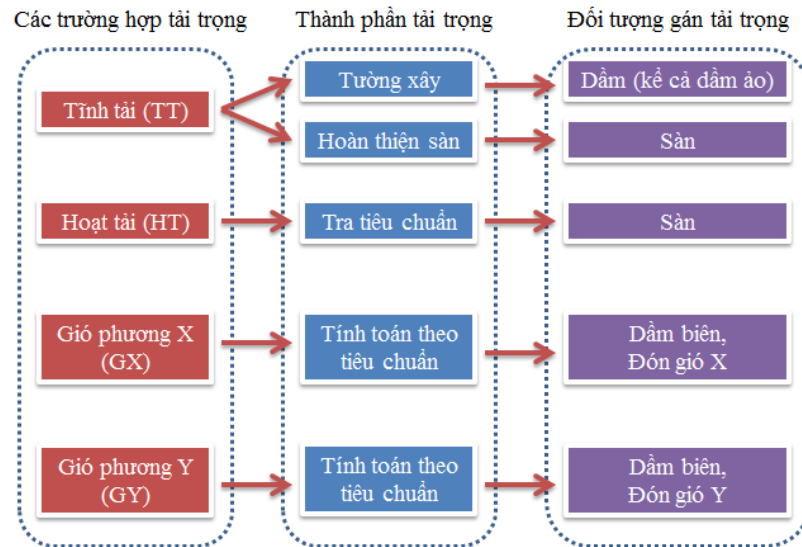 Các trường hợp tải trọng
Thành phần tải trọng
Đối tượng gán tải trọng
Tĩnh tải (TT)
Tường xây
Dầm (kể cả dầm ảo)
Hoàn thiện sàn
Sàn
Hoạt tải (HT)
Tra tiêu chuẩn
Sàn
Gió phương X
(GX)
Tính toán theo
tiêu chuẩn
Dầm biên,
Đón gió X
Gió phương Y
(GY)
Tính toán theo
tiêu chuẩn
Dầm biên,
Đón gió Y